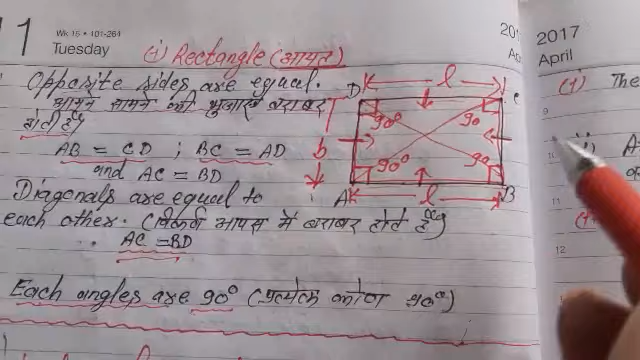 11
Wk 16 • 101-264
Tuesday
201
2017
April
(i) Rectangle (आयत)
Opposite sides are equal.
आमने सामने की भुजाएं बराबर
होती हैं।
AB = CD ; BC = AD
and AC = BD
Diagonals are equal to
each other. (विकर्ण आपस में बराबर होते हैं)
∴ AC = BD
Each angles are 90° (प्रत्येक कोण 90°)
D l C
90° 90
b
90° 90
A l B
(i) The
9
10
11
12